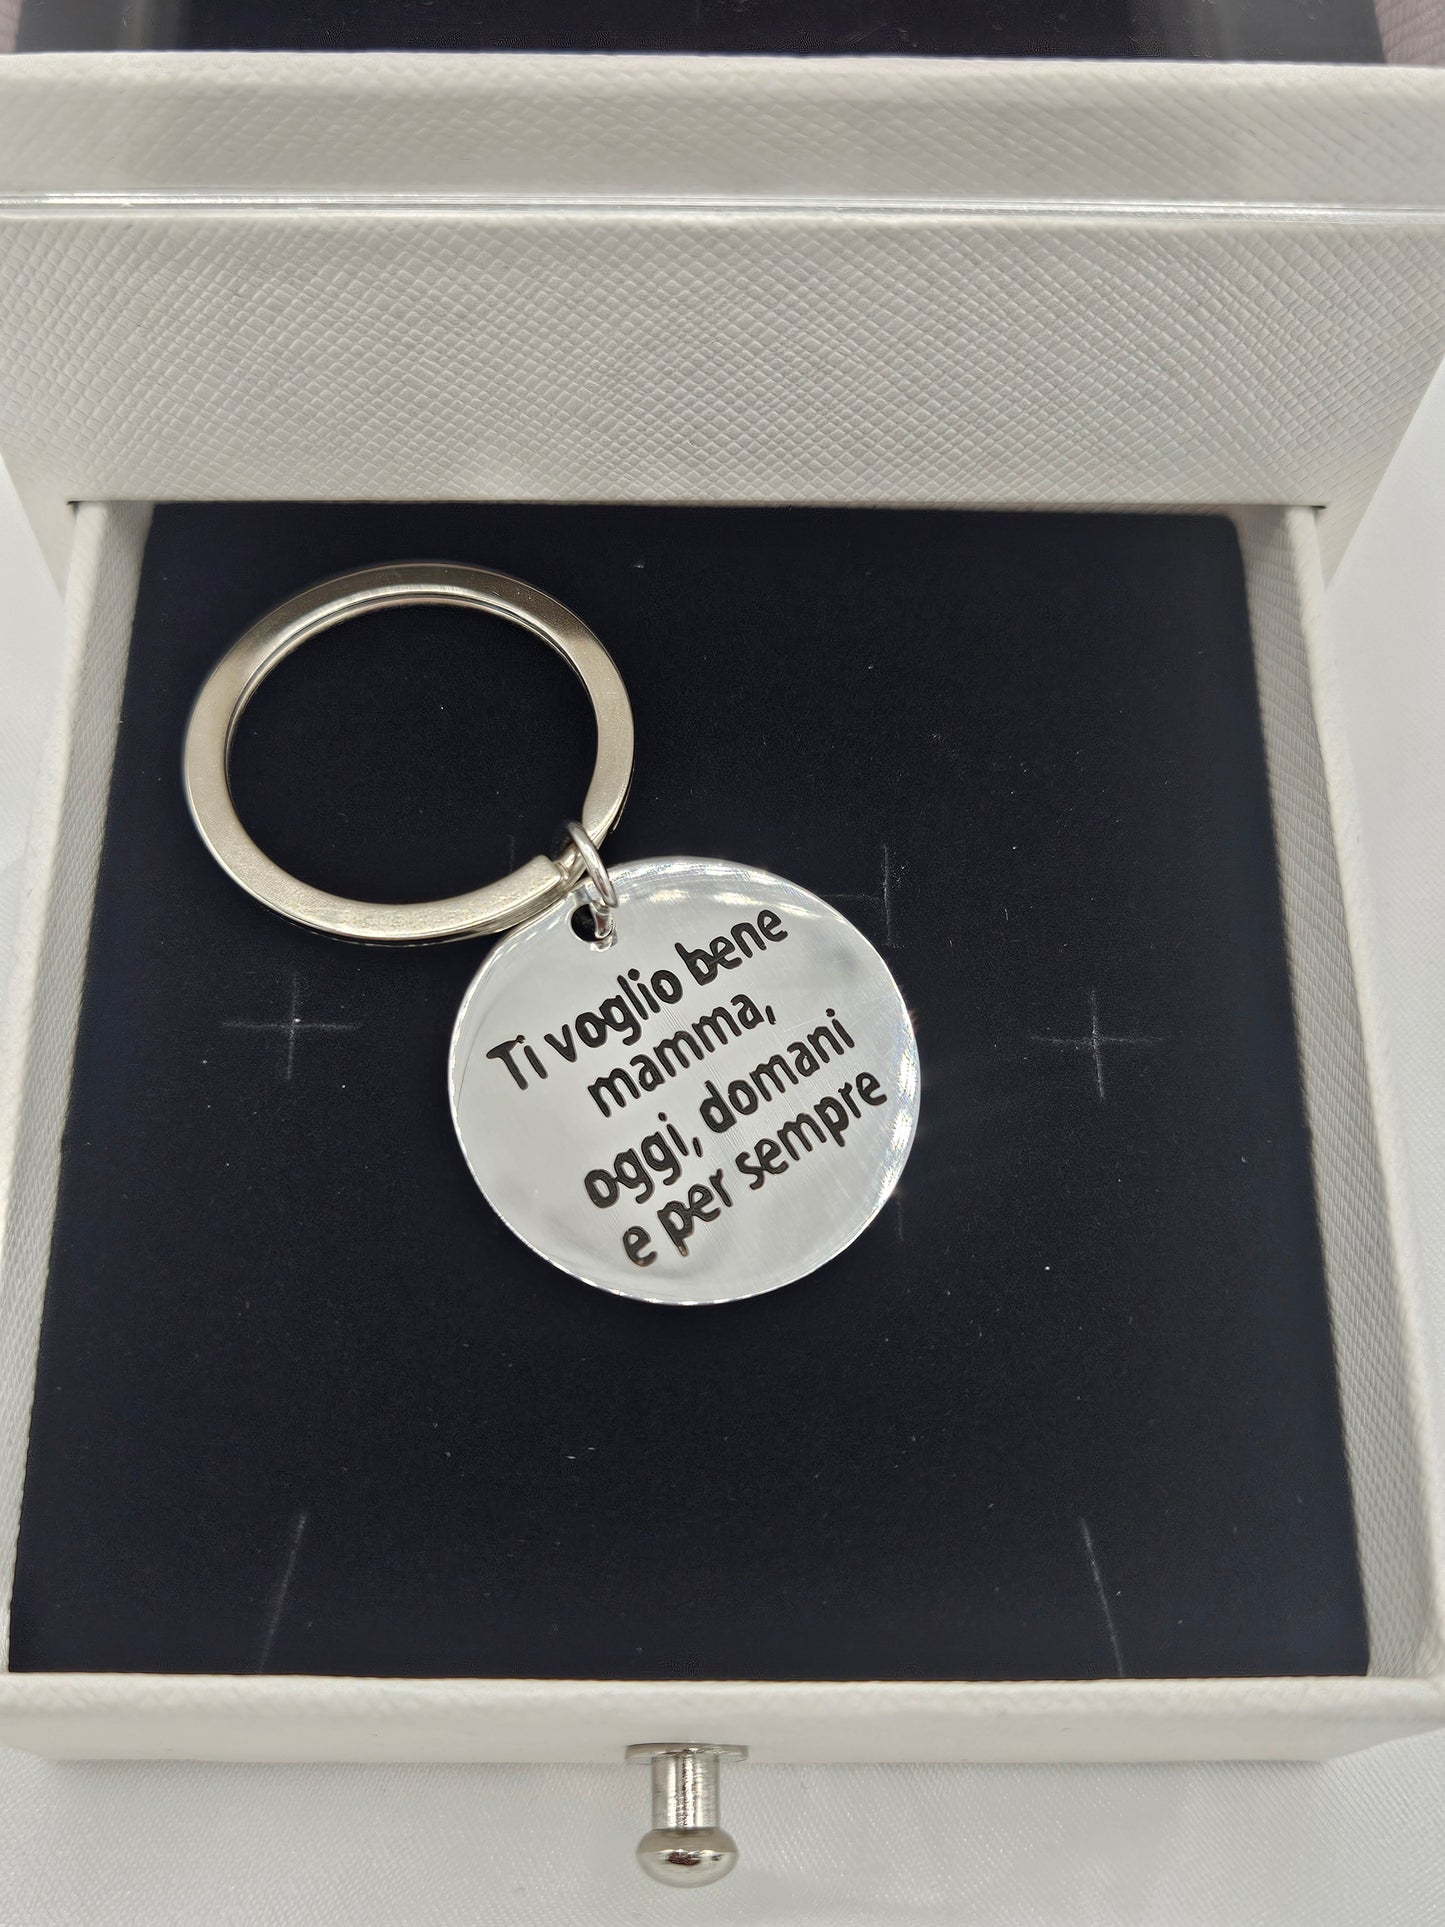 Ti voglio bene
mamma,
oggi, domani
e per sempre